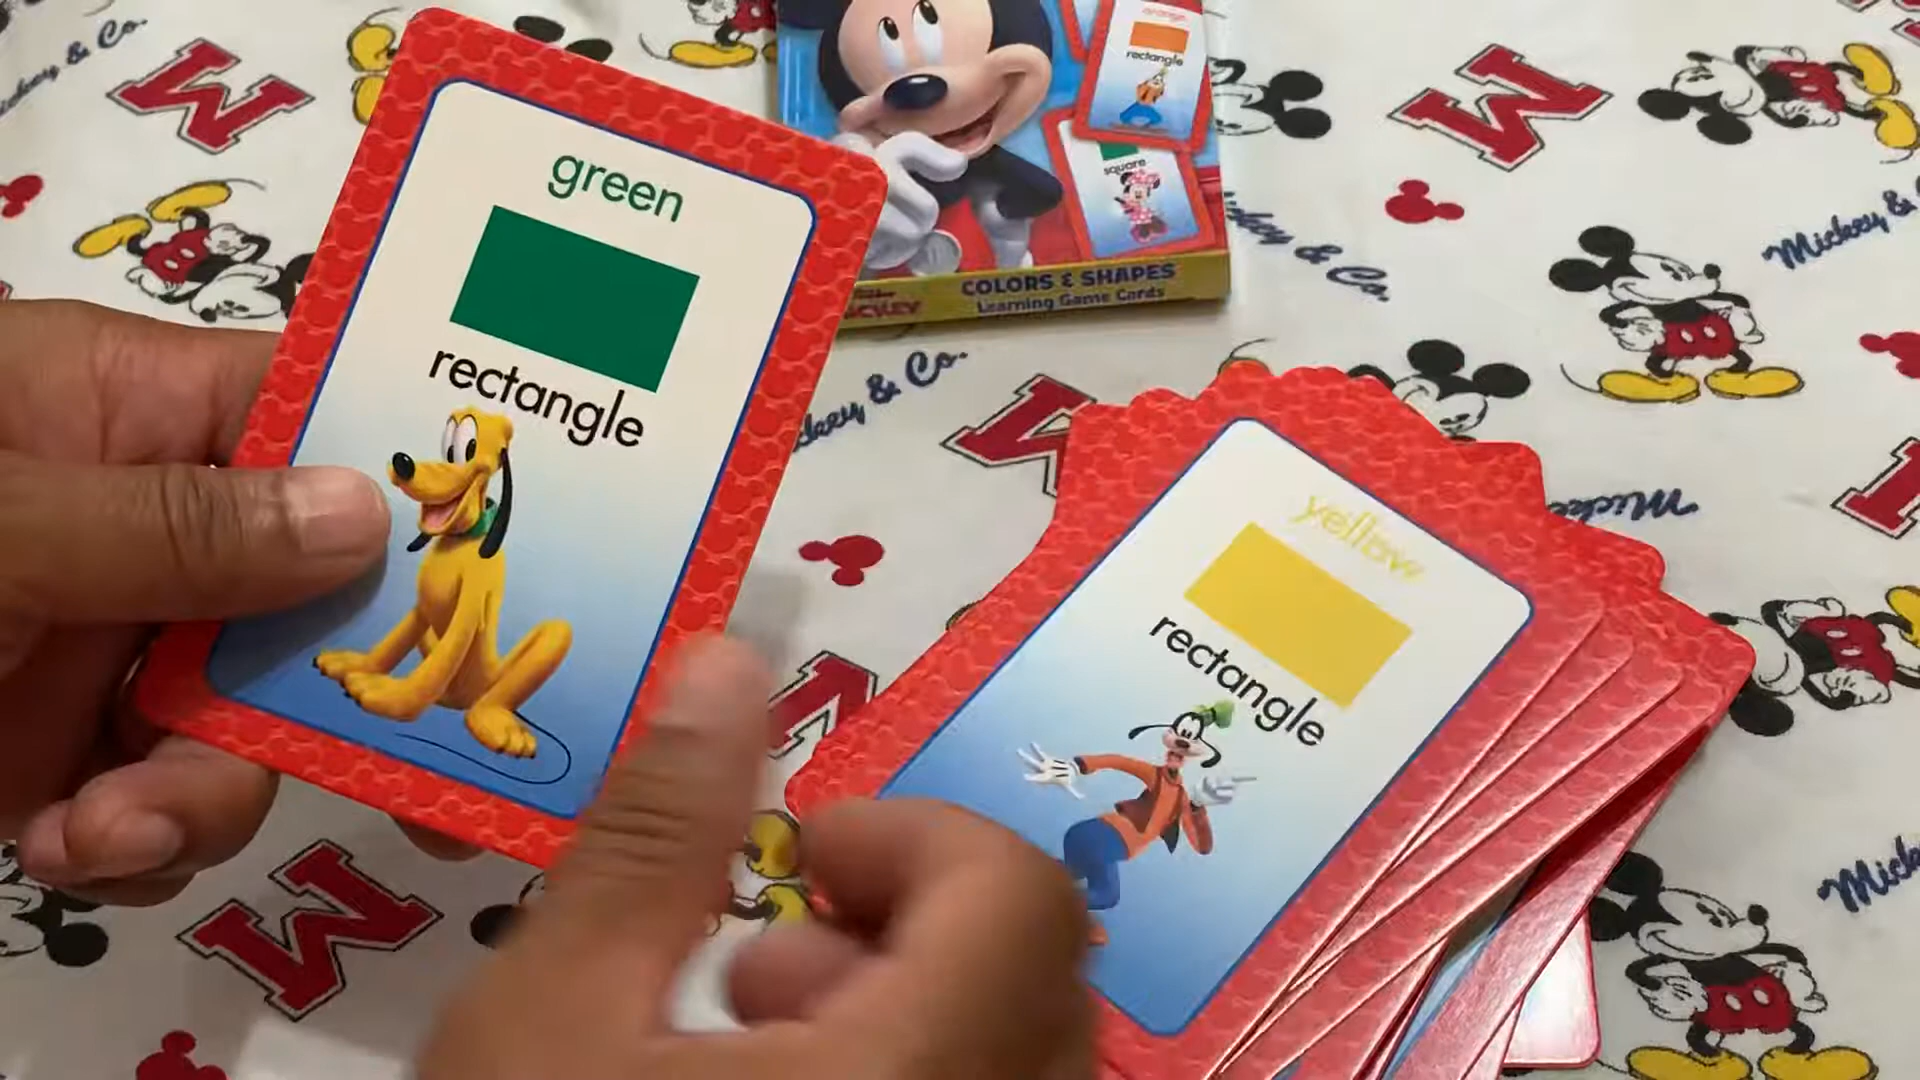 green
rectangle
orange
rectangle
square
COLORS & SHAPES
Learning Game Cards
MICKEY
yellow
rectangle
Mickey & Co.
Mickey & Co.
Mickey & Co.
Mickey &
M
M
M
M